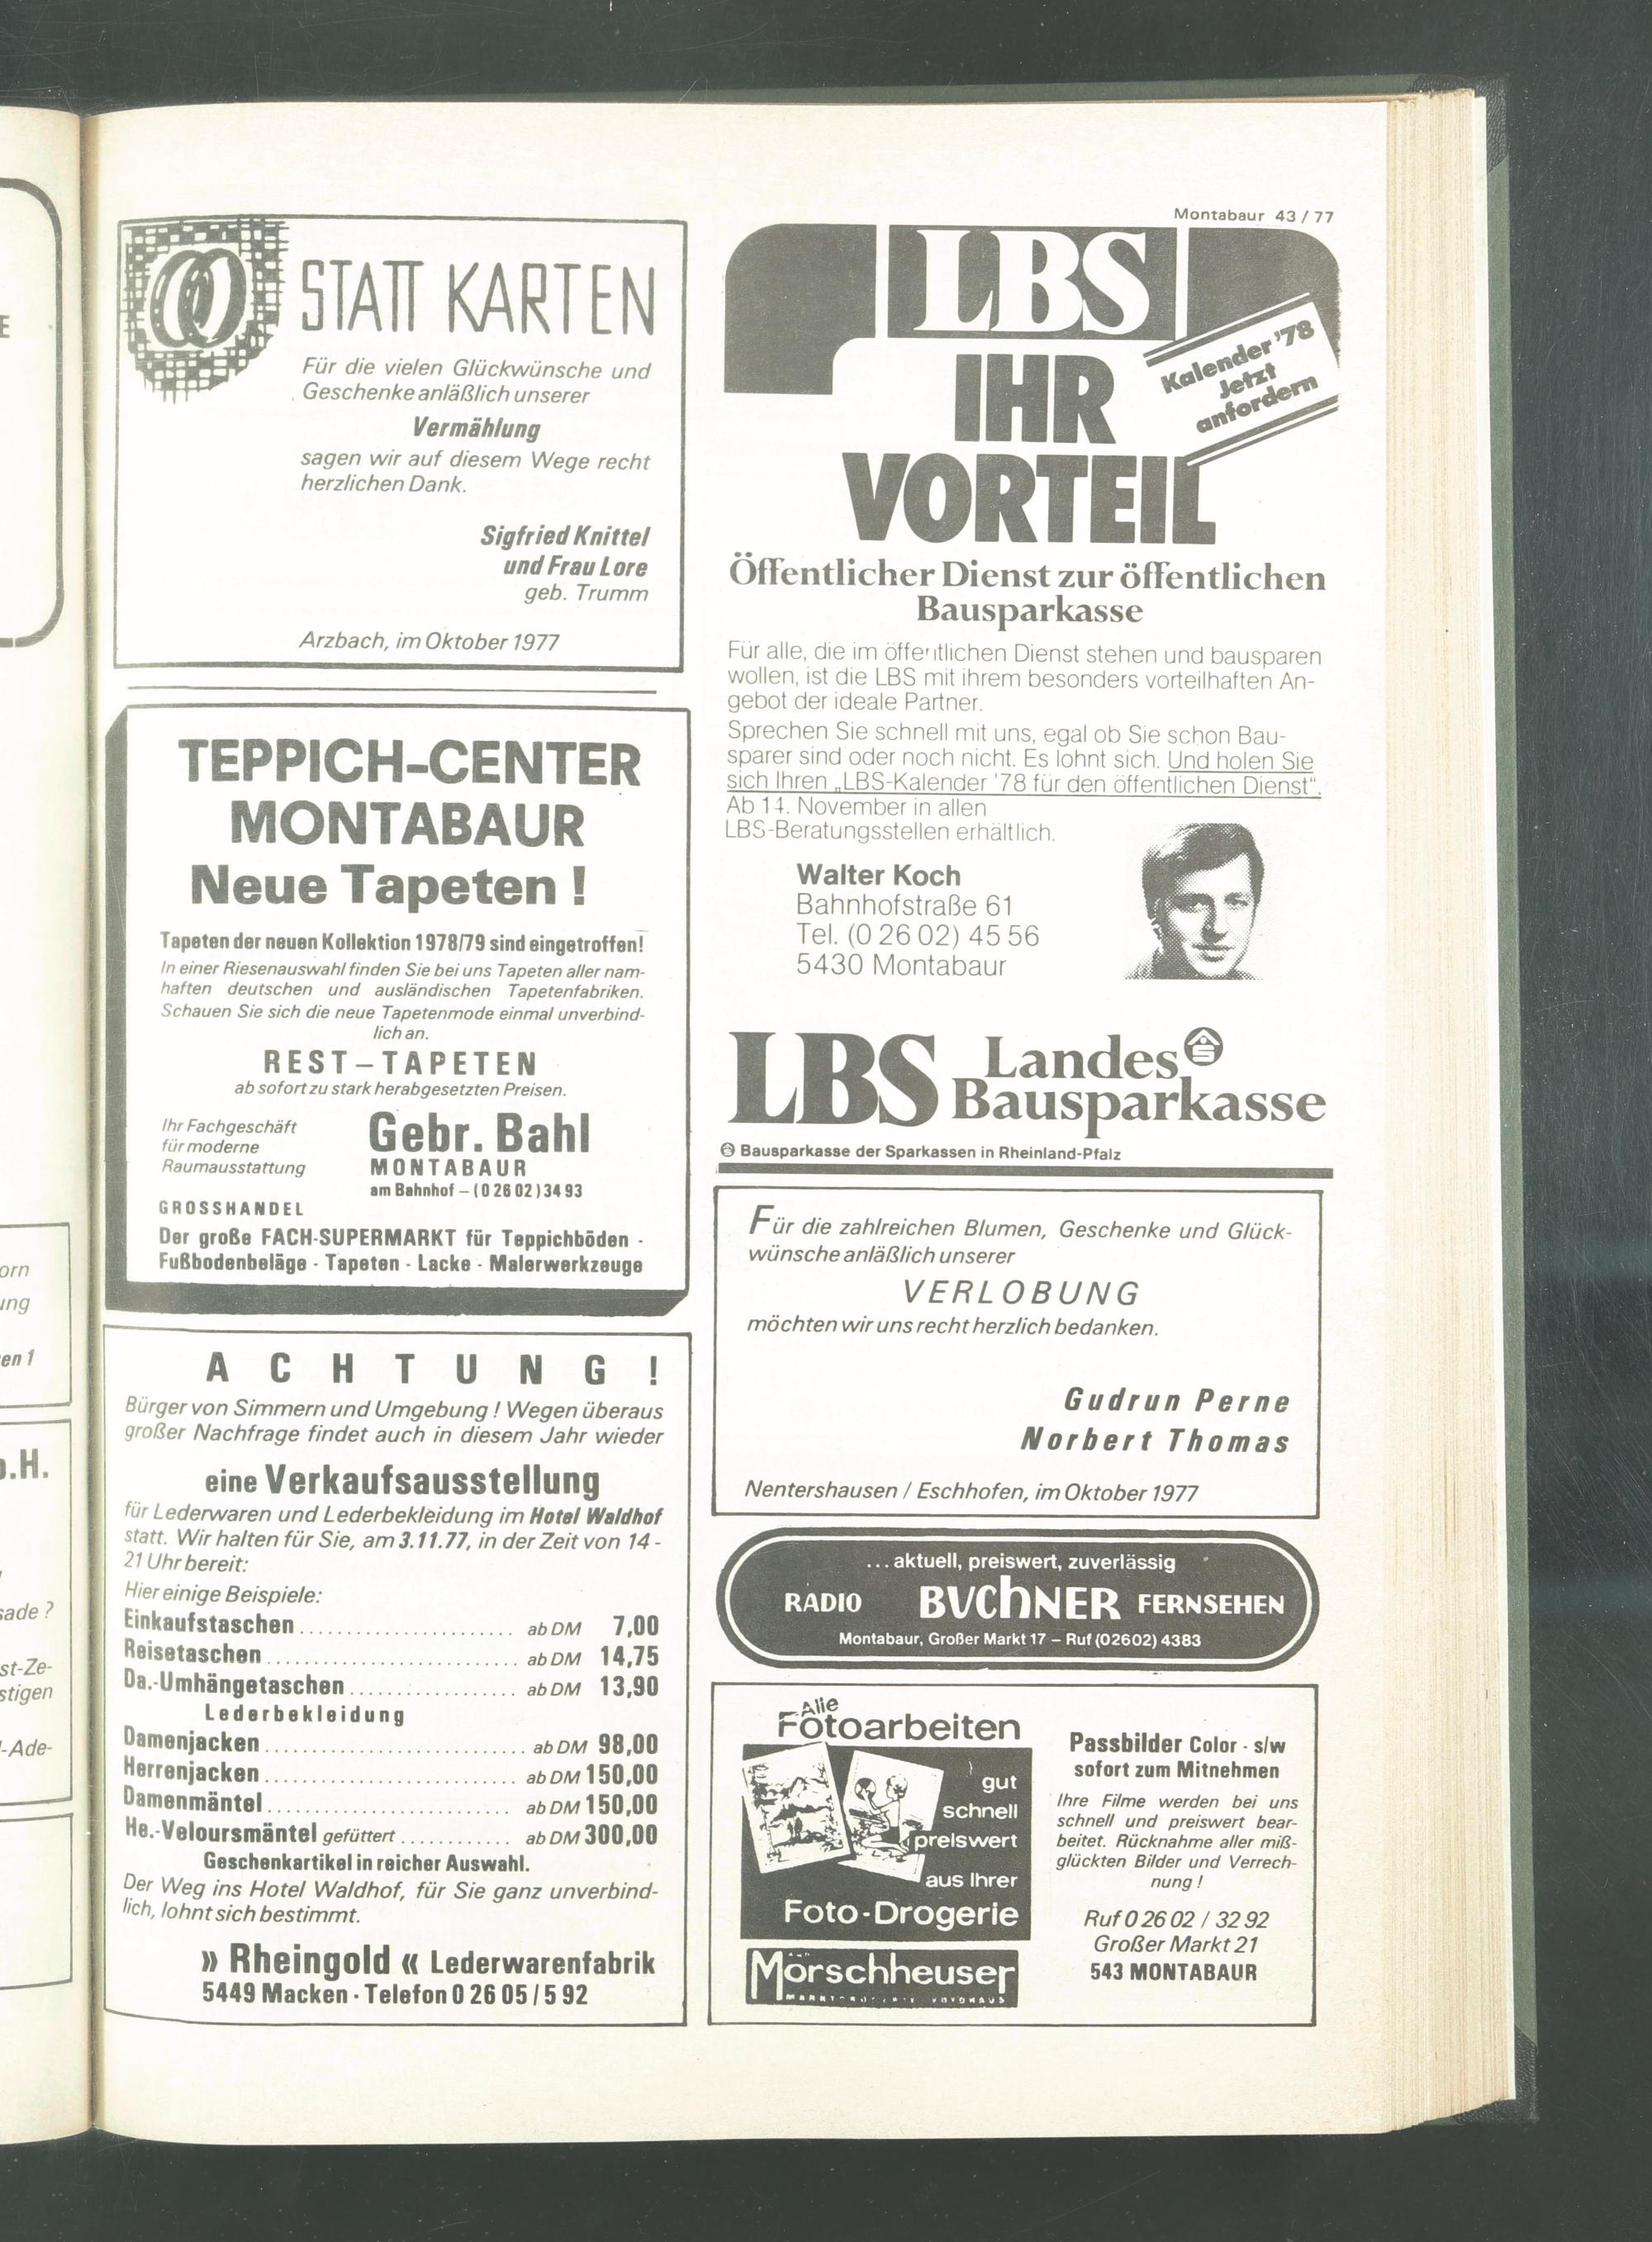 Montabaur 43 / 77
STATT KARTEN
Für die vielen Glückwünsche und
Geschenke anläßlich unserer
Vermählung
sagen wir auf diesem Wege recht
herzlichen Dank.
Sigfried Knittel
und Frau Lore
geb. Trumm
Arzbach, im Oktober 1977
TEPPICH-CENTER
MONTABAUR
Neue Tapeten !
Tapeten der neuen Kollektion 1978/79 sind eingetroffen!
In einer Riesenauswahl finden Sie bei uns Tapeten aller nam-
haften deutschen und ausländischen Tapetenfabriken.
Schauen Sie sich die neue Tapetenmode einmal unverbind-
lich an.
REST – TAPETEN
ab sofort zu stark herabgesetzten Preisen.
Ihr Fachgeschäft
für moderne
Raumausstattung
Gebr. Bahl
MONTABAUR
am Bahnhof – (0 26 02) 34 93
GROSSHANDEL
Der große FACH-SUPERMARKT für Teppichböden -
Fußbodenbeläge - Tapeten - Lacke - Malerwerkzeuge
ACHTUNG!
Bürger von Simmern und Umgebung ! Wegen überaus
großer Nachfrage findet auch in diesem Jahr wieder
eine Verkaufsausstellung
für Lederwaren und Lederbekleidung im Hotel Waldhof
statt. Wir halten für Sie, am 3.11.77, in der Zeit von 14 -
21 Uhr bereit:
Hier einige Beispiele:
Einkaufstaschen ...................... ab DM 7,00
Reisetaschen .......................... ab DM 14,75
Da.-Umhängetaschen ................. ab DM 13,90
Lederbekleidung
Damenjacken ........................... ab DM 98,00
Herrenjacken .......................... ab DM 150,00
Damenmäntel ......................... ab DM 150,00
He.-Veloursmäntel gefüttert ............ ab DM 300,00
Geschenkartikel in reicher Auswahl.
Der Weg ins Hotel Waldhof, für Sie ganz unverbind-
lich, lohnt sich bestimmt.
» Rheingold « Lederwarenfabrik
5449 Macken · Telefon 0 26 05 / 5 92
LBS
IHR
VORTEIL
Kalender '78
Jetzt
anfordern
Öffentlicher Dienst zur öffentlichen
Bausparkasse
Für alle, die im öffentlichen Dienst stehen und bausparen
wollen, ist die LBS mit ihrem besonders vorteilhaften An-
gebot der ideale Partner.
Sprechen Sie schnell mit uns, egal ob Sie schon Bau-
sparer sind oder noch nicht. Es lohnt sich. Und holen Sie
sich Ihren „LBS-Kalender '78 für den öffentlichen Dienst“.
Ab 14. November in allen
LBS-Beratungsstellen erhältlich.
Walter Koch
Bahnhofstraße 61
Tel. (0 26 02) 45 56
5430 Montabaur
LBS Landes
Bausparkasse
Bausparkasse der Sparkassen in Rheinland-Pfalz
Für die zahlreichen Blumen, Geschenke und Glück-
wünsche anläßlich unserer
VERLOBUNG
möchten wir uns recht herzlich bedanken.
Gudrun Perne
Norbert Thomas
Nentershausen / Eschhofen, im Oktober 1977
... aktuell, preiswert, zuverlässig
RADIO BUChNER FERNSEHEN
Montabaur, Großer Markt 17 – Ruf (02602) 4383
Alle
Fotoarbeiten
gut
schnell
preiswert
aus Ihrer
Foto-Drogerie
Mörschheuser
Passbilder Color - s/w
sofort zum Mitnehmen
Ihre Filme werden bei uns
schnell und preiswert bear-
beitet. Rücknahme aller miß-
glückten Bilder und Verrech-
nung !
Ruf 0 26 02 / 32 92
Großer Markt 21
543 MONTABAUR
E
orn
ung
en 1
.H.
sade ?
st-Ze-
stigen
-Ade-